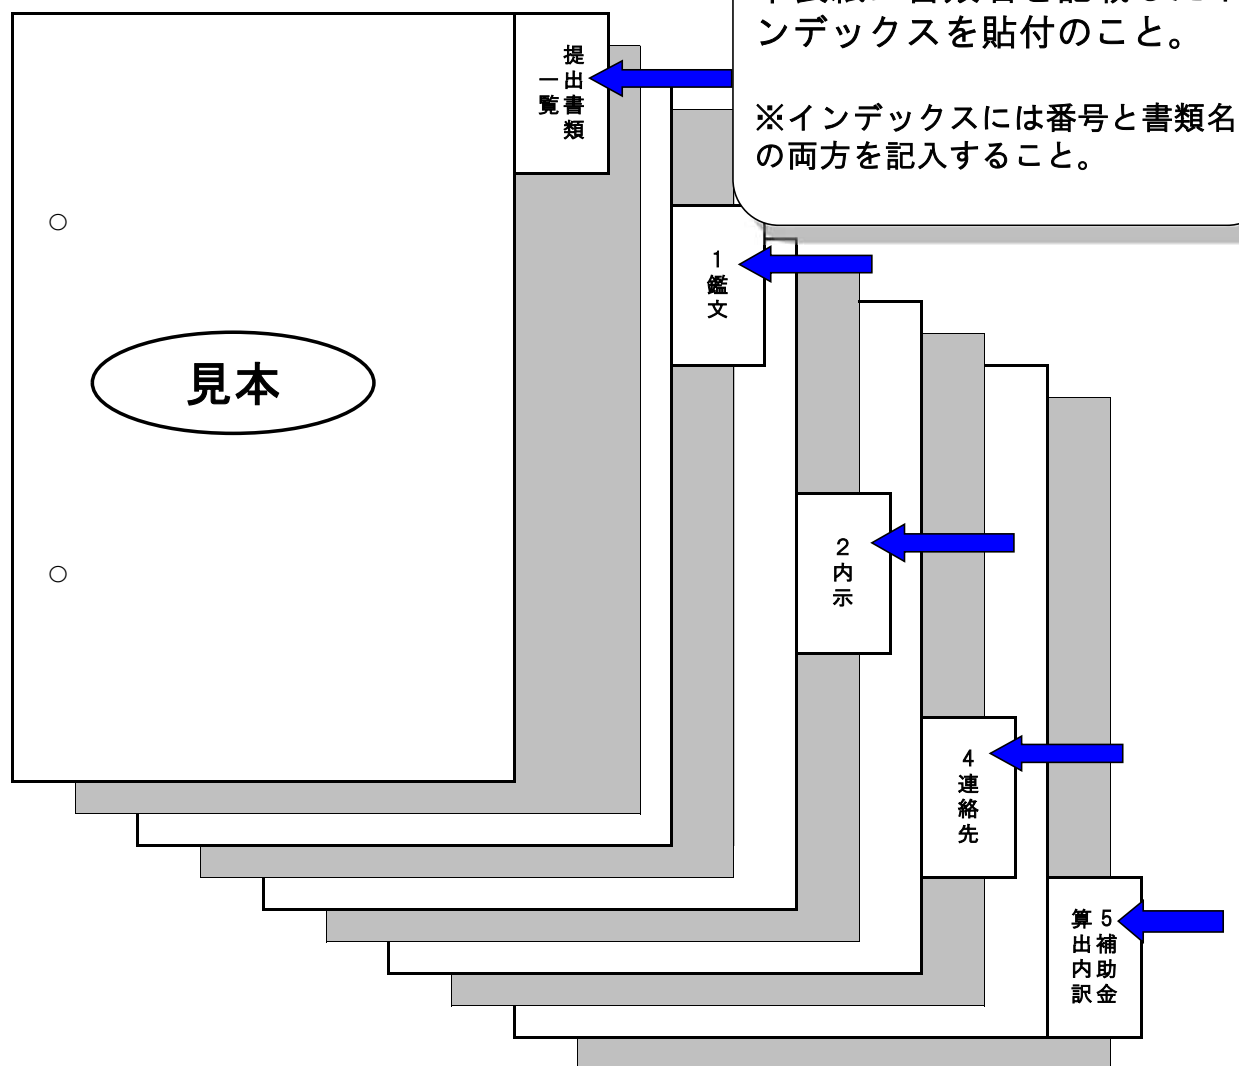 ンデックスを貼付のこと。
※インデックスには番号と書類名
の両方を記入すること。
提出書類
一覧
1鑑文
見本
2内示
4連絡先
5補助金
算出内訳